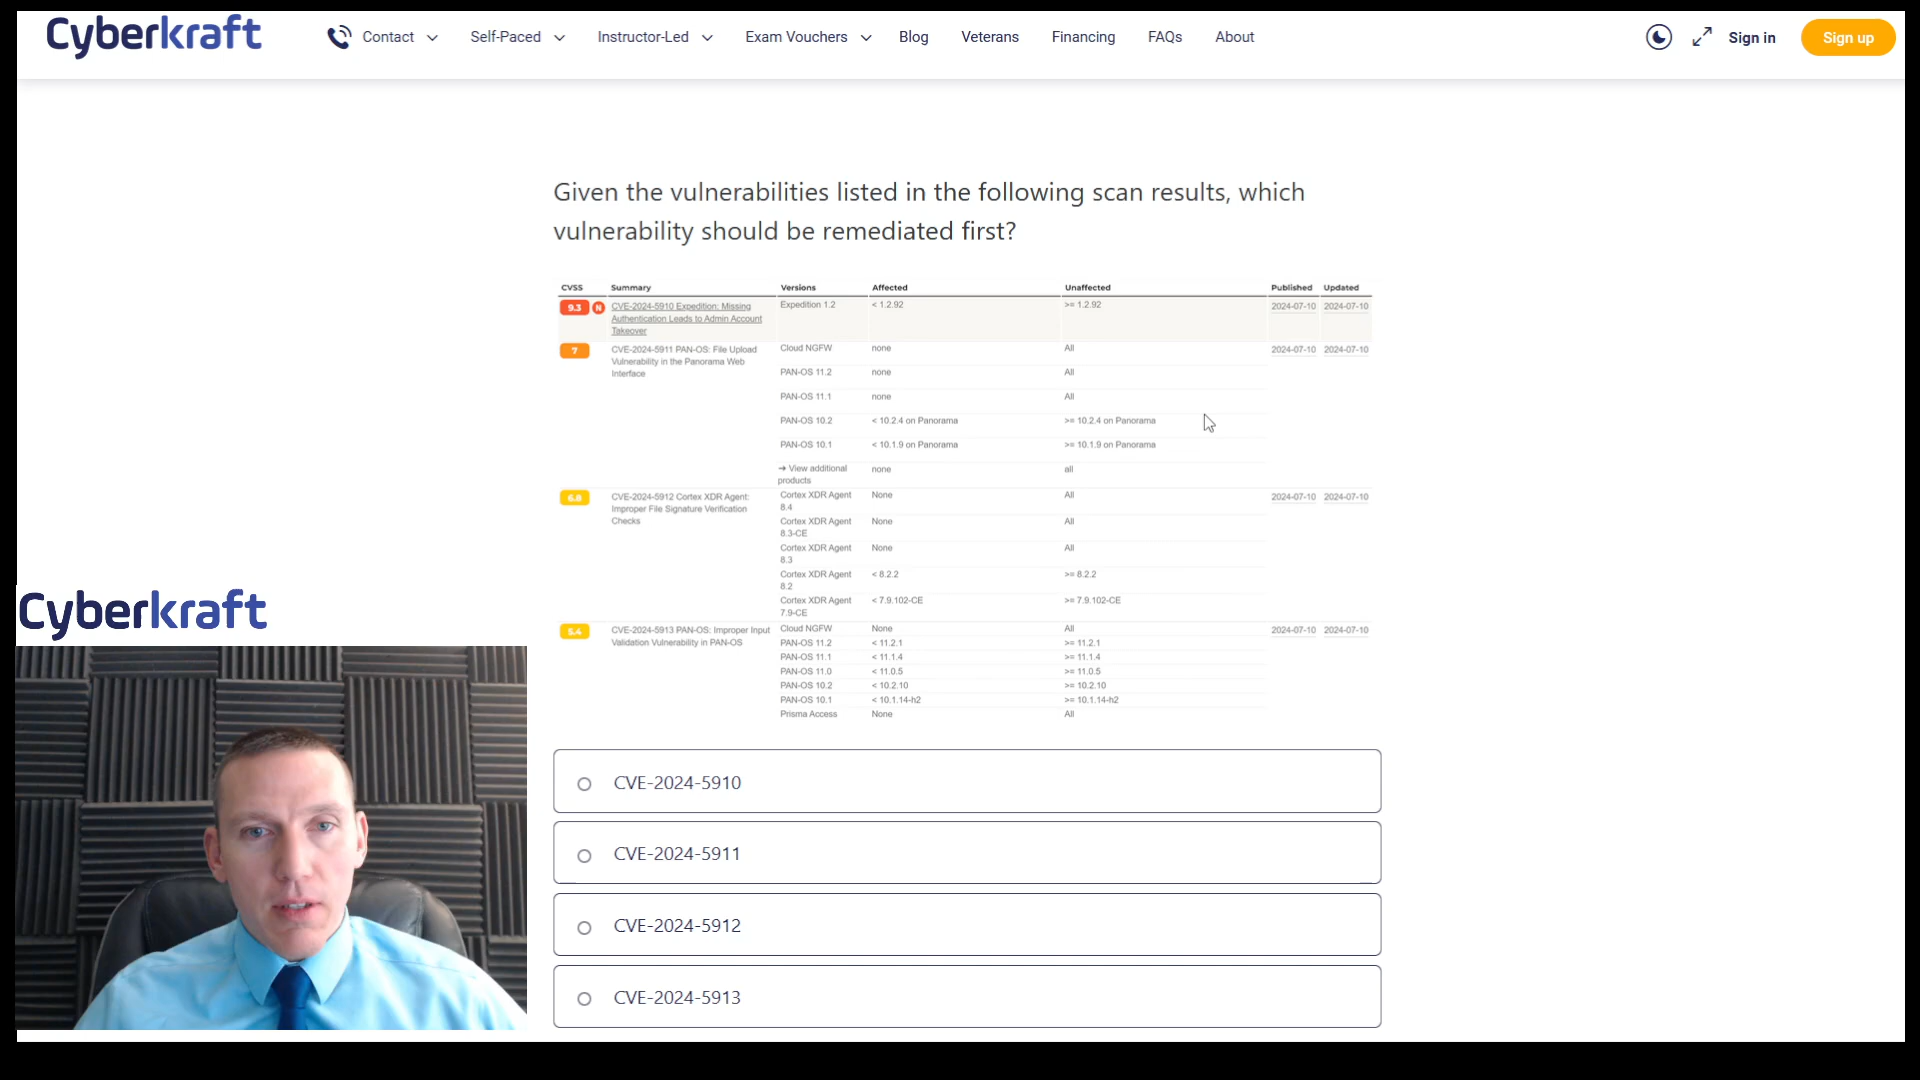 Cyberkraft
Contact Self-Paced Instructor-Led Exam Vouchers Blog Veterans Financing FAQs About Sign in Sign up
Given the vulnerabilities listed in the following scan results, which
vulnerability should be remediated first?
CVSS Summary Versions Affected Unaffected Published Updated
9.3 N CVE-2024-5910 Expedition: Missing Expedition 1.2 < 1.2.92 >= 1.2.92 2024-07-10 2024-07-10
Authentication Leads to Admin Account
Takeover
7 CVE-2024-5911 PAN-OS: File Upload Cloud NGFW none All 2024-07-10 2024-07-10
Vulnerability in the Panorama Web
Interface
PAN-OS 11.2 none All
PAN-OS 11.1 none All
PAN-OS 10.2 < 10.2.4 on Panorama >= 10.2.4 on Panorama
PAN-OS 10.1 < 10.1.9 on Panorama >= 10.1.9 on Panorama
→ View additional none all
products
6.8 CVE-2024-5912 Cortex XDR Agent: Cortex XDR Agent None All 2024-07-10 2024-07-10
Improper File Signature Verification 8.4
Checks Cortex XDR Agent None All
8.3-CE
Cortex XDR Agent None All
8.3
Cortex XDR Agent < 8.2.2 >= 8.2.2
8.2
Cortex XDR Agent < 7.9.102-CE >= 7.9.102-CE
7.9-CE
5.4 CVE-2024-5913 PAN-OS: Improper Input Cloud NGFW None All 2024-07-10 2024-07-10
Validation Vulnerability in PAN-OS PAN-OS 11.2 < 11.2.1 >= 11.2.1
PAN-OS 11.1 < 11.1.4 >= 11.1.4
PAN-OS 11.0 < 11.0.5 >= 11.0.5
PAN-OS 10.2 < 10.2.10 >= 10.2.10
PAN-OS 10.1 < 10.1.14-h2 >= 10.1.14-h2
Prisma Access None All
Cyberkraft
CVE-2024-5910
CVE-2024-5911
CVE-2024-5912
CVE-2024-5913